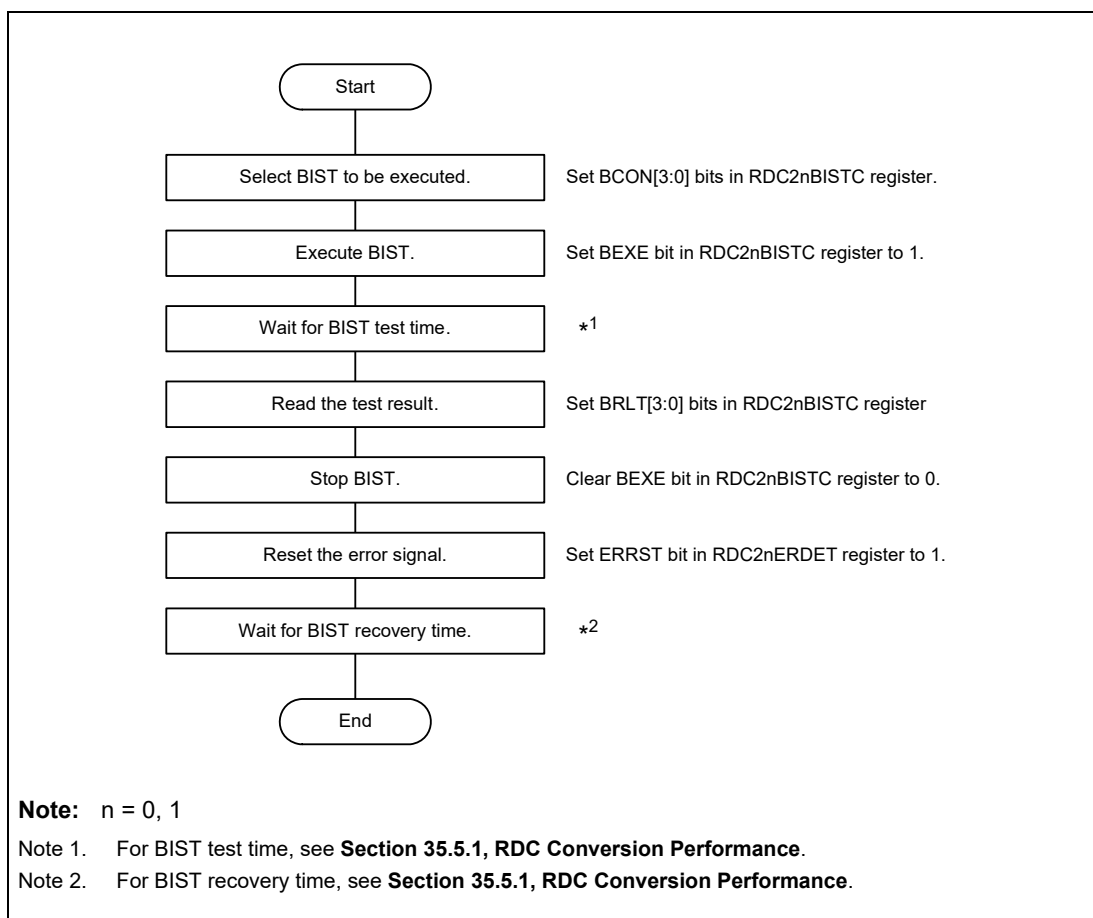 Start
Select BIST to be executed. Set BCON[3:0] bits in RDC2nBISTC register.
Execute BIST. Set BEXE bit in RDC2nBISTC register to 1.
Wait for BIST test time. *1
Read the test result. Set BRLT[3:0] bits in RDC2nBISTC register
Stop BIST. Clear BEXE bit in RDC2nBISTC register to 0.
Reset the error signal. Set ERRST bit in RDC2nERDET register to 1.
Wait for BIST recovery time. *2
End
Note: n = 0, 1
Note 1. For BIST test time, see Section 35.5.1, RDC Conversion Performance.
Note 2. For BIST recovery time, see Section 35.5.1, RDC Conversion Performance.